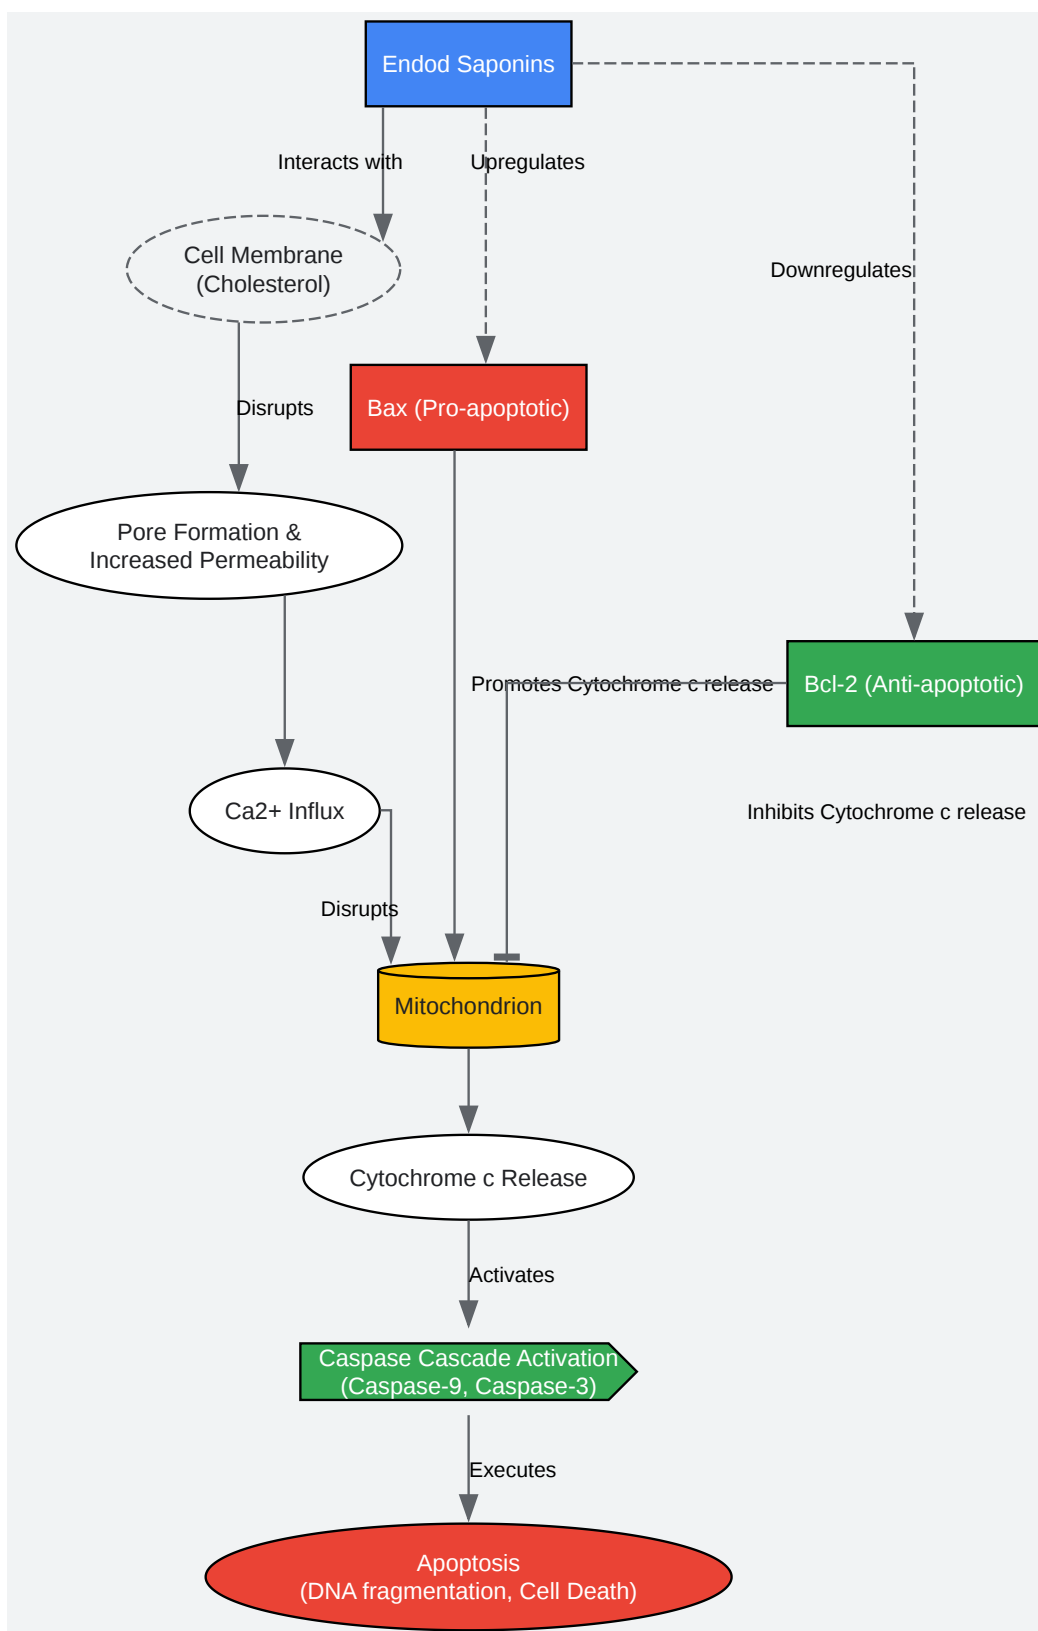 Endod Saponins
Interacts with
Upregulates
Cell Membrane
(Cholesterol)
Downregulates
Disrupts
Bax (Pro-apoptotic)
Pore Formation &
Increased Permeability
Promotes Cytochrome c release
Bcl-2 (Anti-apoptotic)
Ca2+ Influx
Inhibits Cytochrome c release
Disrupts
Mitochondrion
Cytochrome c Release
Activates
Caspase Cascade Activation
(Caspase-9, Caspase-3)
Executes
Apoptosis
(DNA fragmentation, Cell Death)